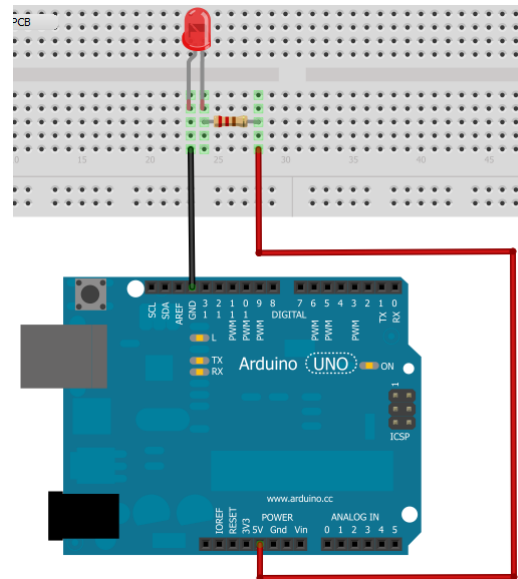 PCB
10 15 20 25 30 35 40 45
SCL
SDA
AREF
GND
13
12
PWM 11
PWM 10
PWM 9
8
7
PWM 6
PWM 5
4
PWM 3
2
TX 1
RX 0
DIGITAL
L
TX
RX
Arduino UNO
ON
1
ICSP
www.arduino.cc
POWER
ANALOG IN
IOREF
RESET
3V3
5V
Gnd
Vin
0 1 2 3 4 5